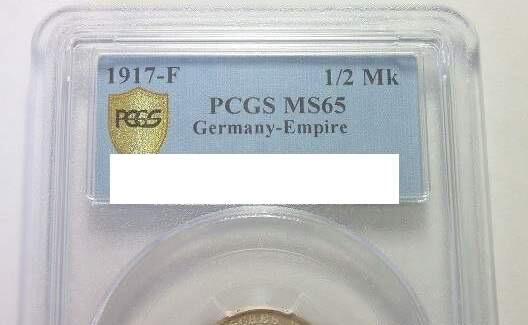 1917-F 1/2 Mk
PCGS PCGS MS65
Germany-Empire